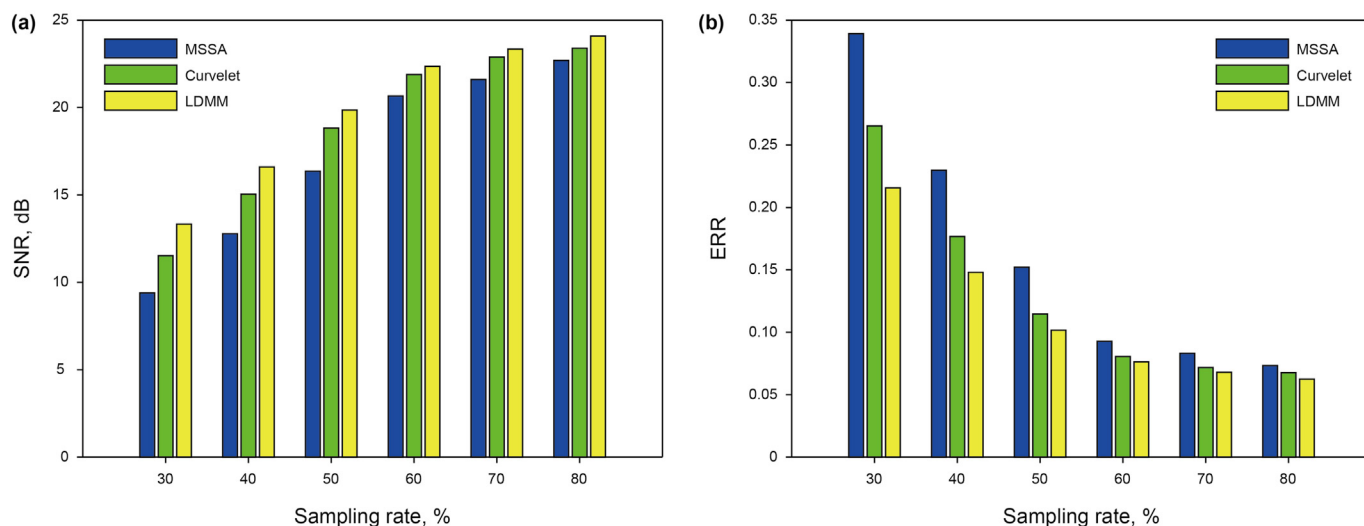 (a)
25
20
15
10
5
0
SNR, dB
MSSA
Curvelet
LDMM
30 40 50 60 70 80
Sampling rate, %
(b)
0.35
0.30
0.25
0.20
0.15
0.10
0.05
0
ERR
MSSA
Curvelet
LDMM
30 40 50 60 70 80
Sampling rate, %